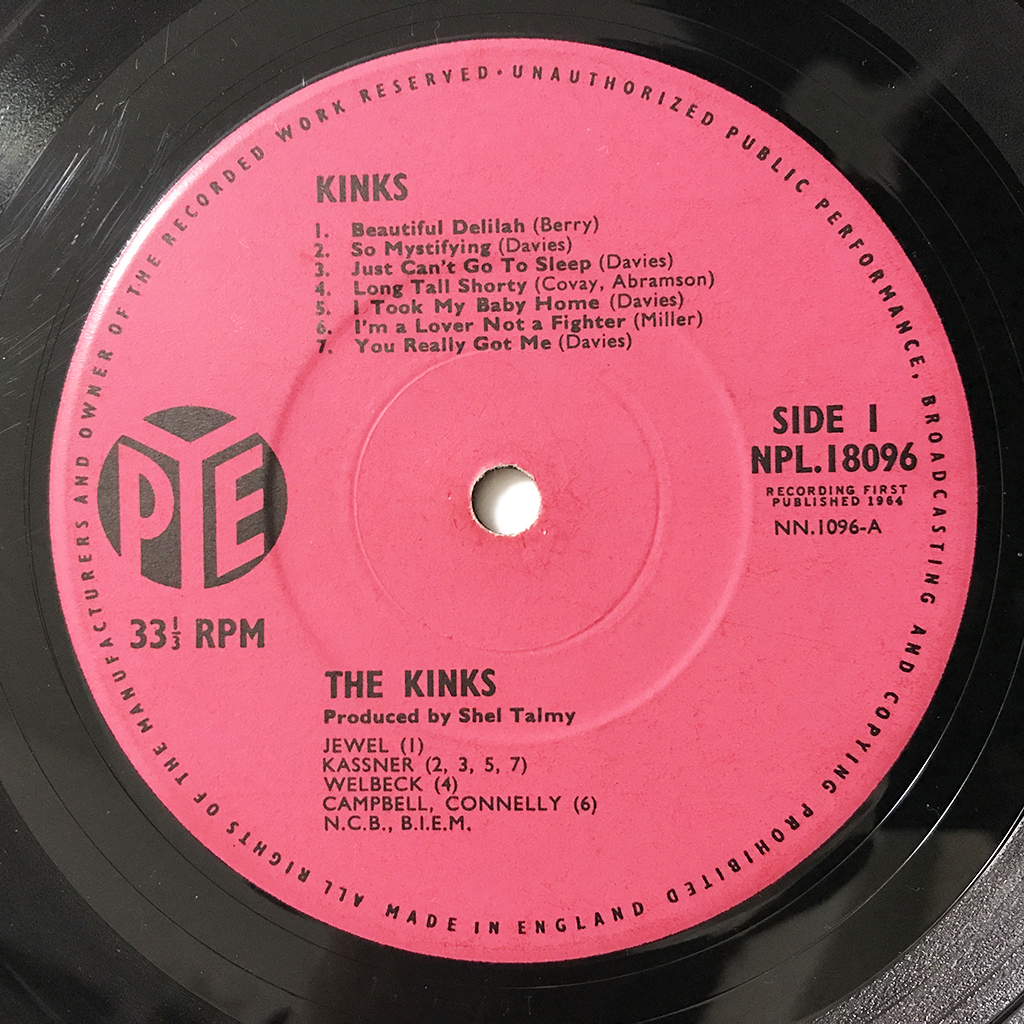 ALL RIGHTS OF THE MANUFACTURERS AND OWNER OF THE RECORDED WORK RESERVED · UNAUTHORIZED PUBLIC PERFORMANCE, BROADCASTING AND COPYING PROHIBITED
KINKS
1. Beautiful Delilah (Berry)
2. So Mystifying (Davies)
3. Just Can't Go To Sleep (Davies)
4. Long Tall Shorty (Covay, Abramson)
5. I Took My Baby Home (Davies)
6. I'm a Lover Not a Fighter (Miller)
7. You Really Got Me (Davies)
PYE
33⅓ RPM
SIDE 1
NPL.18096
RECORDING FIRST
PUBLISHED 1964
NN.1096-A
THE KINKS
Produced by Shel Talmy
JEWEL (1)
KASSNER (2, 3, 5, 7)
WELBECK (4)
CAMPBELL, CONNELLY (6)
N.C.B., B.I.E.M.
MADE IN ENGLAND